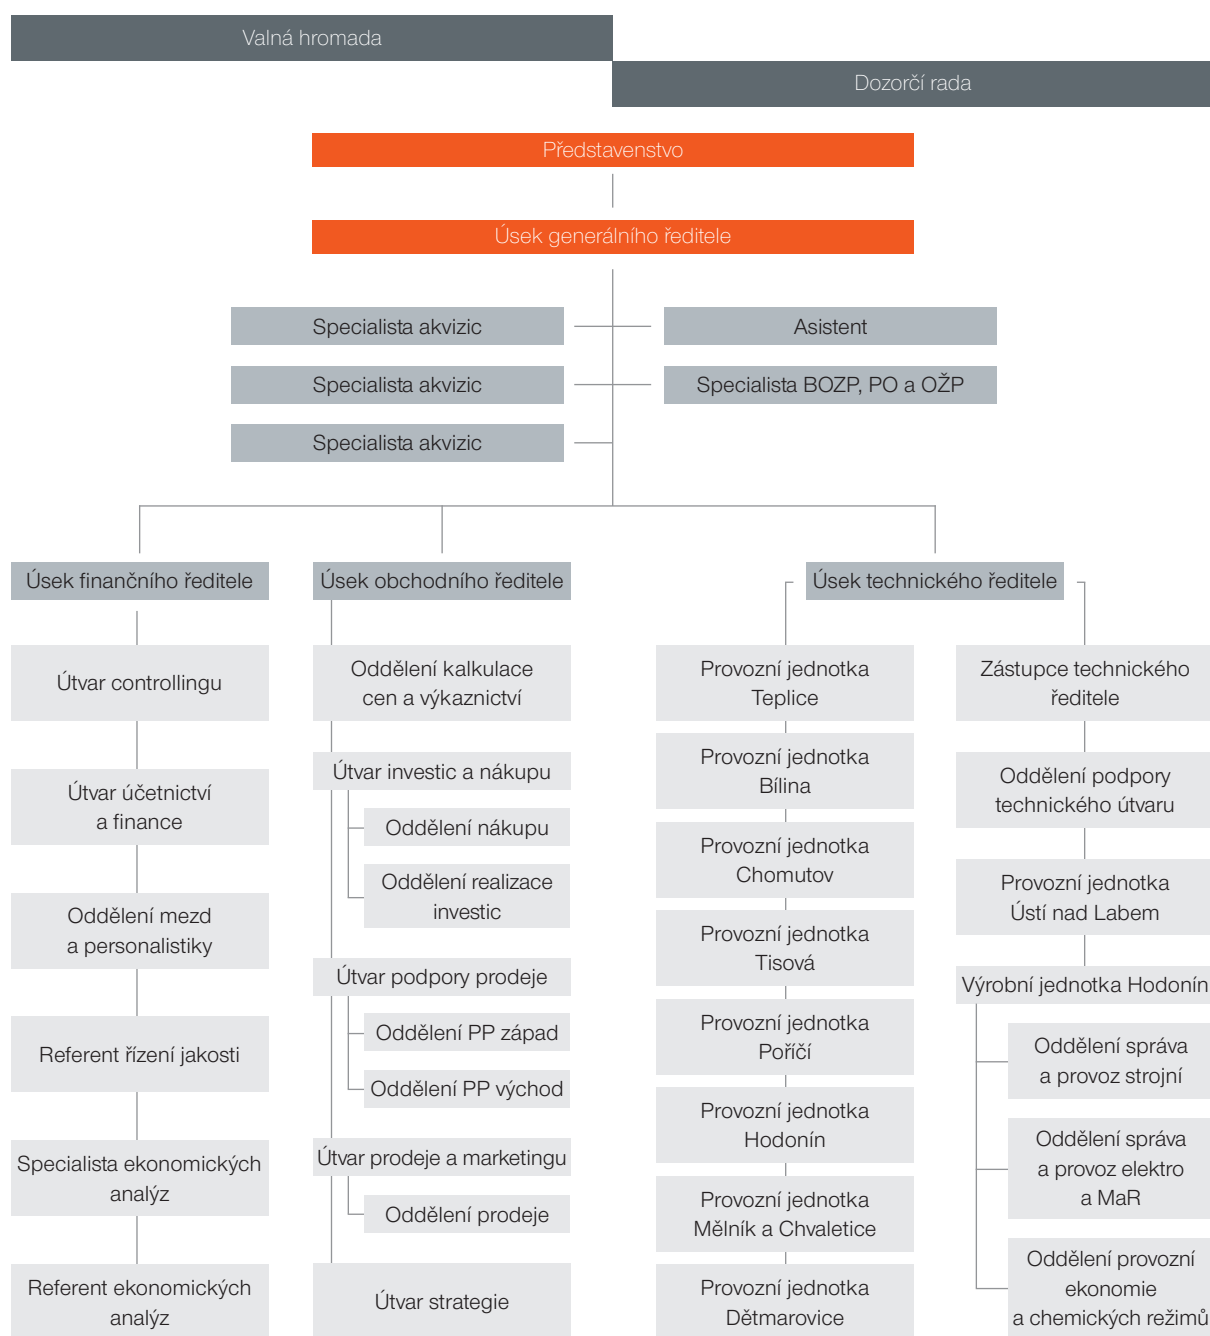 Valná hromada
Dozorčí rada
Představenstvo
Úsek generálního ředitele
Specialista akvizic
Asistent
Specialista akvizic
Specialista BOZP, PO a OŽP
Specialista akvizic
Úsek finančního ředitele
Útvar controllingu
Útvar účetnictví
a finance
Oddělení mezd
a personalistiky
Referent řízení jakosti
Specialista ekonomických
analýz
Referent ekonomických
analýz
Úsek obchodního ředitele
Oddělení kalkulace
cen a výkaznictví
Útvar investic a nákupu
Oddělení nákupu
Oddělení realizace
investic
Útvar podpory prodeje
Oddělení PP západ
Oddělení PP východ
Útvar prodeje a marketingu
Oddělení prodeje
Útvar strategie
Úsek technického ředitele
Provozní jednotka
Teplice
Provozní jednotka
Bílina
Provozní jednotka
Chomutov
Provozní jednotka
Tisová
Provozní jednotka
Poříčí
Provozní jednotka
Hodonín
Provozní jednotka
Mělník a Chvaletice
Provozní jednotka
Dětmarovice
Zástupce technického
ředitele
Oddělení podpory
technického útvaru
Provozní jednotka
Ústí nad Labem
Výrobní jednotka Hodonín
Oddělení správa
a provoz strojní
Oddělení správa
a provoz elektro
a MaR
Oddělení provozní
ekonomie
a chemických režimů